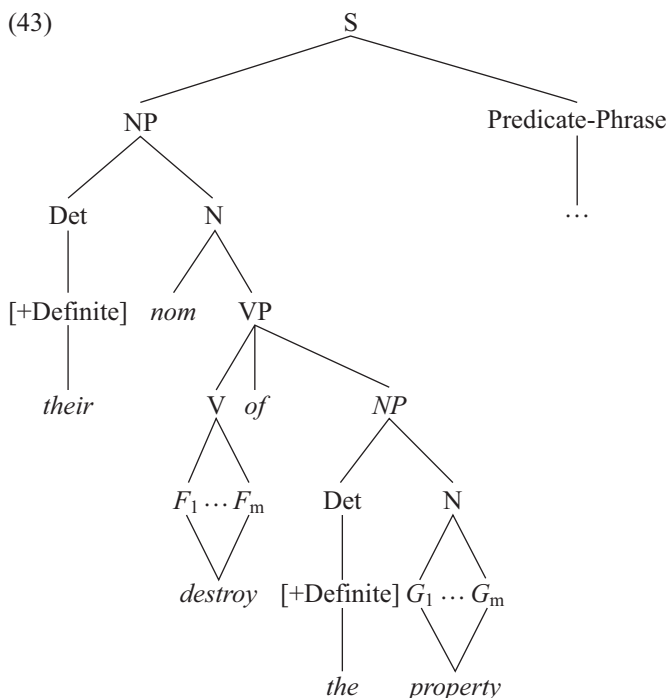 (43)
S
NP Predicate-Phrase
Det N …
[+Definite] nom VP
their V of NP
F₁ … Fₘ Det N
destroy [+Definite] G₁ … Gₘ
the property